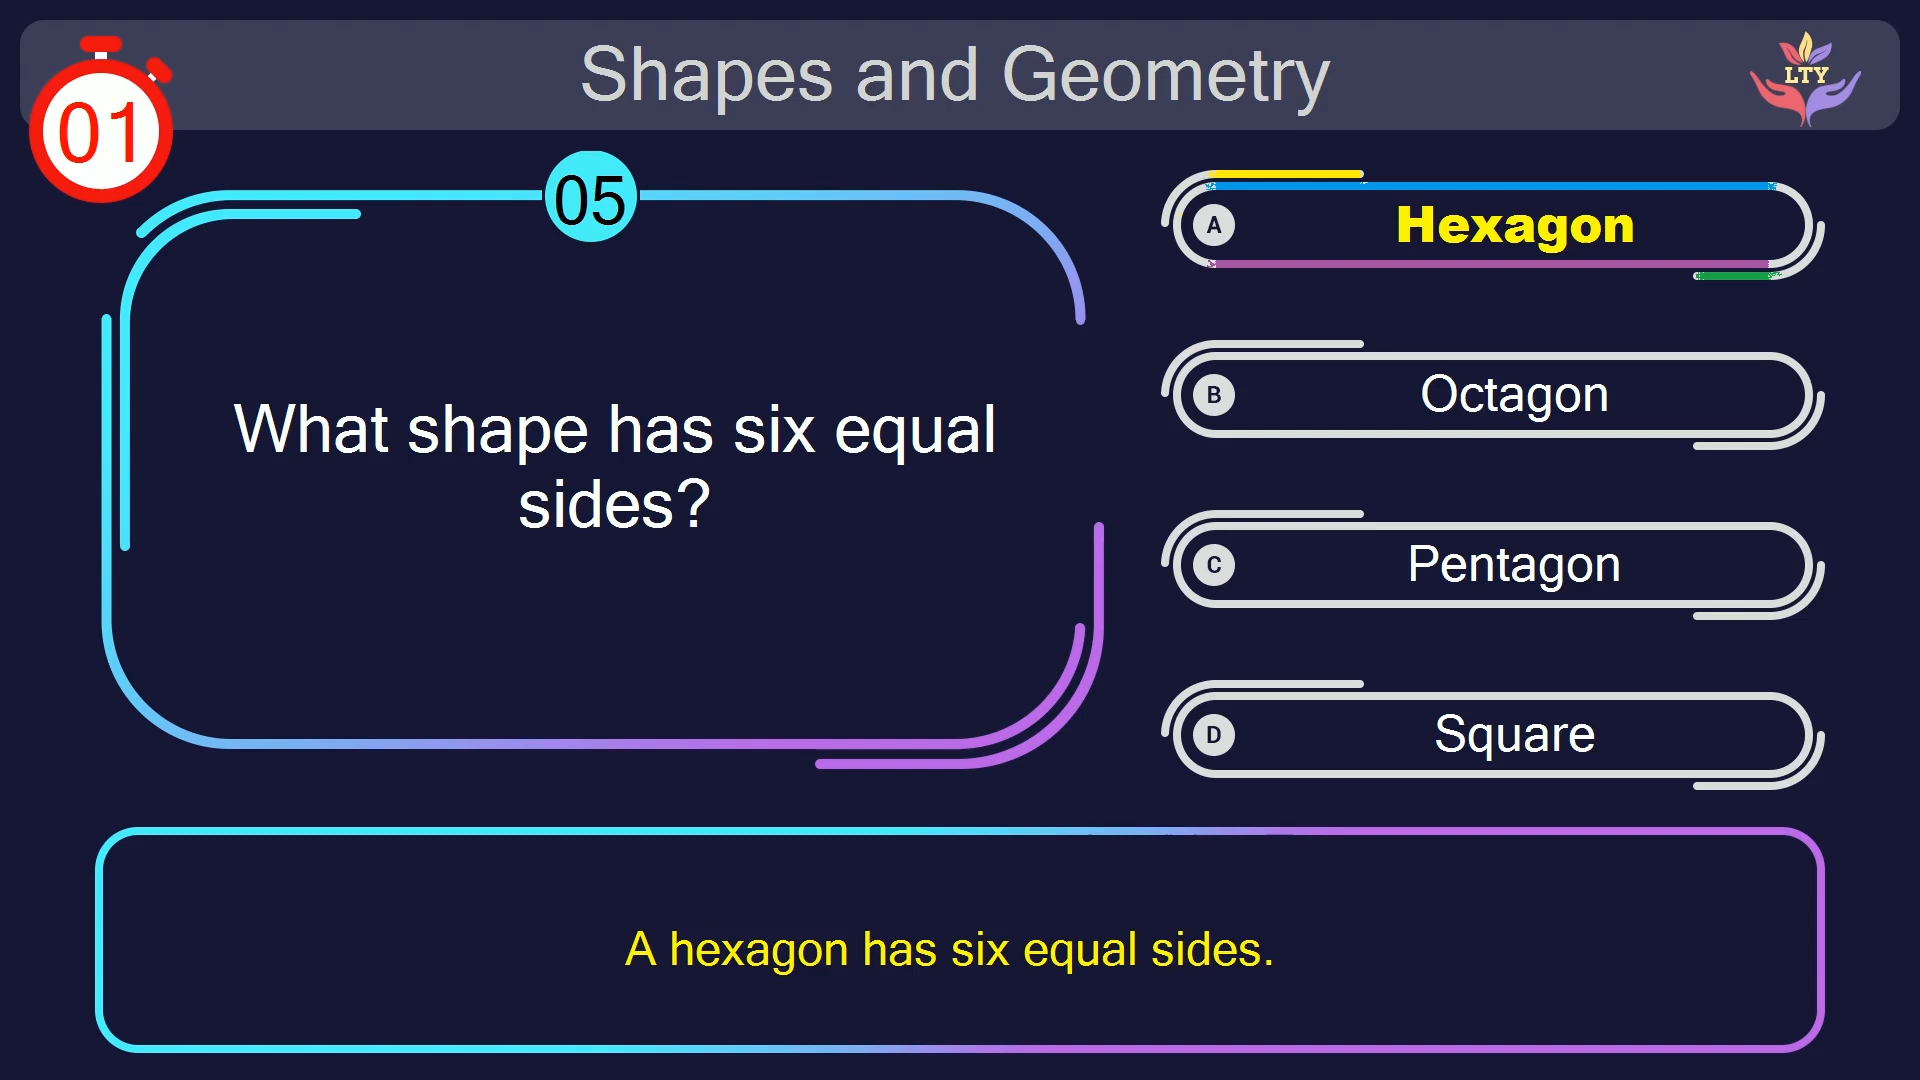 Shapes and Geometry
LTY
01
05
What shape has six equal
sides?
A Hexagon
B Octagon
C Pentagon
D Square
A hexagon has six equal sides.